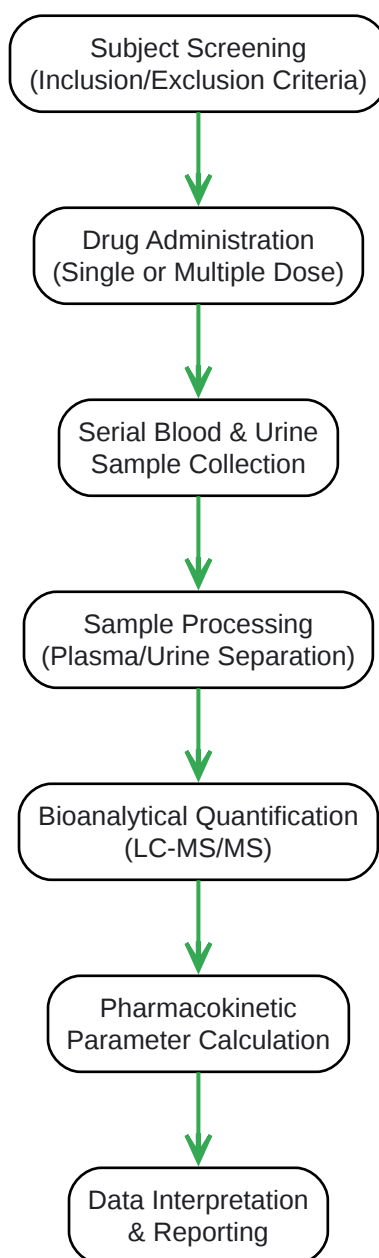 Subject Screening
(Inclusion/Exclusion Criteria)
Drug Administration
(Single or Multiple Dose)
Serial Blood & Urine
Sample Collection
Sample Processing
(Plasma/Urine Separation)
Bioanalytical Quantification
(LC-MS/MS)
Pharmacokinetic
Parameter Calculation
Data Interpretation
& Reporting